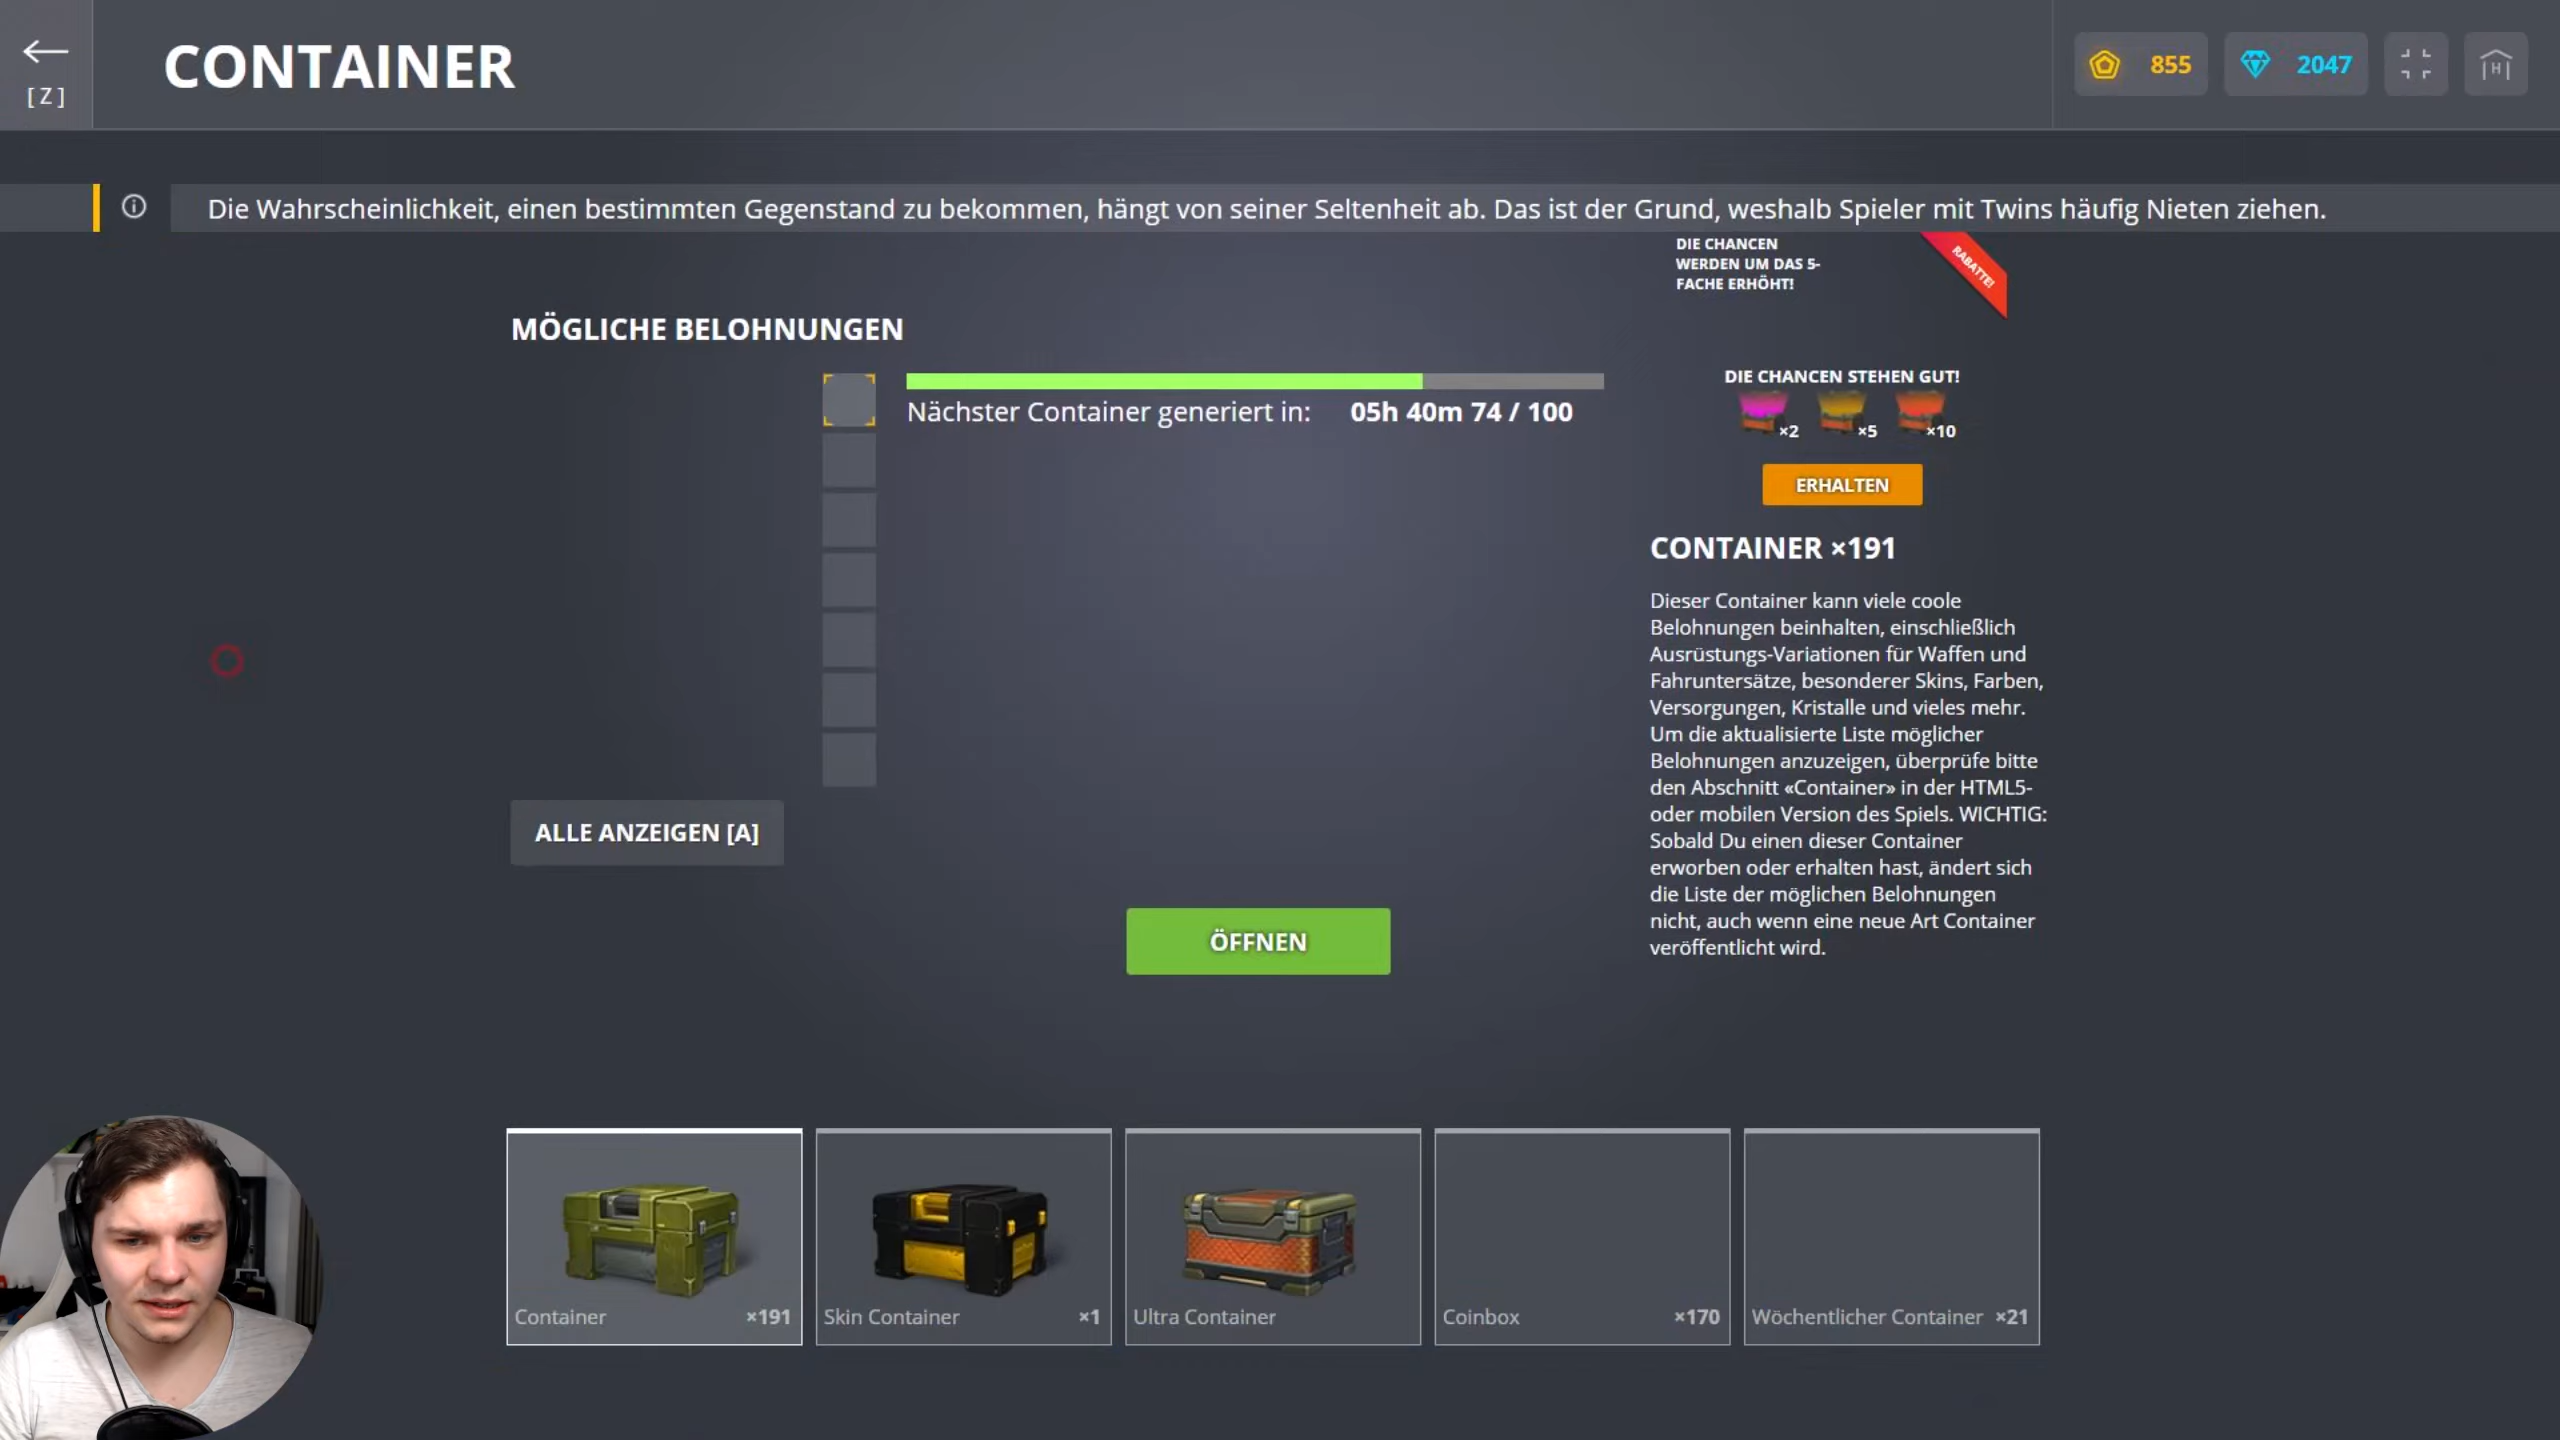 CONTAINER
[ Z ]
855
2047
Die Wahrscheinlichkeit, einen bestimmten Gegenstand zu bekommen, hängt von seiner Seltenheit ab. Das ist der Grund, weshalb Spieler mit Twins häufig Nieten ziehen.
DIE CHANCEN
WERDEN UM DAS 5-
FACHE ERHÖHT!
RABATTE!
MÖGLICHE BELOHNUNGEN
Nächster Container generiert in: 05h 40m 74 / 100
DIE CHANCEN STEHEN GUT!
×2 ×5 ×10
ERHALTEN
CONTAINER ×191
Dieser Container kann viele coole
Belohnungen beinhalten, einschließlich
Ausrüstungs-Variationen für Waffen und
Fahruntersätze, besonderer Skins, Farben,
Versorgungen, Kristalle und vieles mehr.
Um die aktualisierte Liste möglicher
Belohnungen anzuzeigen, überprüfe bitte
den Abschnitt «Container» in der HTML5-
oder mobilen Version des Spiels. WICHTIG:
Sobald Du einen dieser Container
erworben oder erhalten hast, ändert sich
die Liste der möglichen Belohnungen
nicht, auch wenn eine neue Art Container
veröffentlicht wird.
ALLE ANZEIGEN [A]
ÖFFNEN
Container ×191
Skin Container ×1
Ultra Container
Coinbox ×170
Wöchentlicher Container ×21